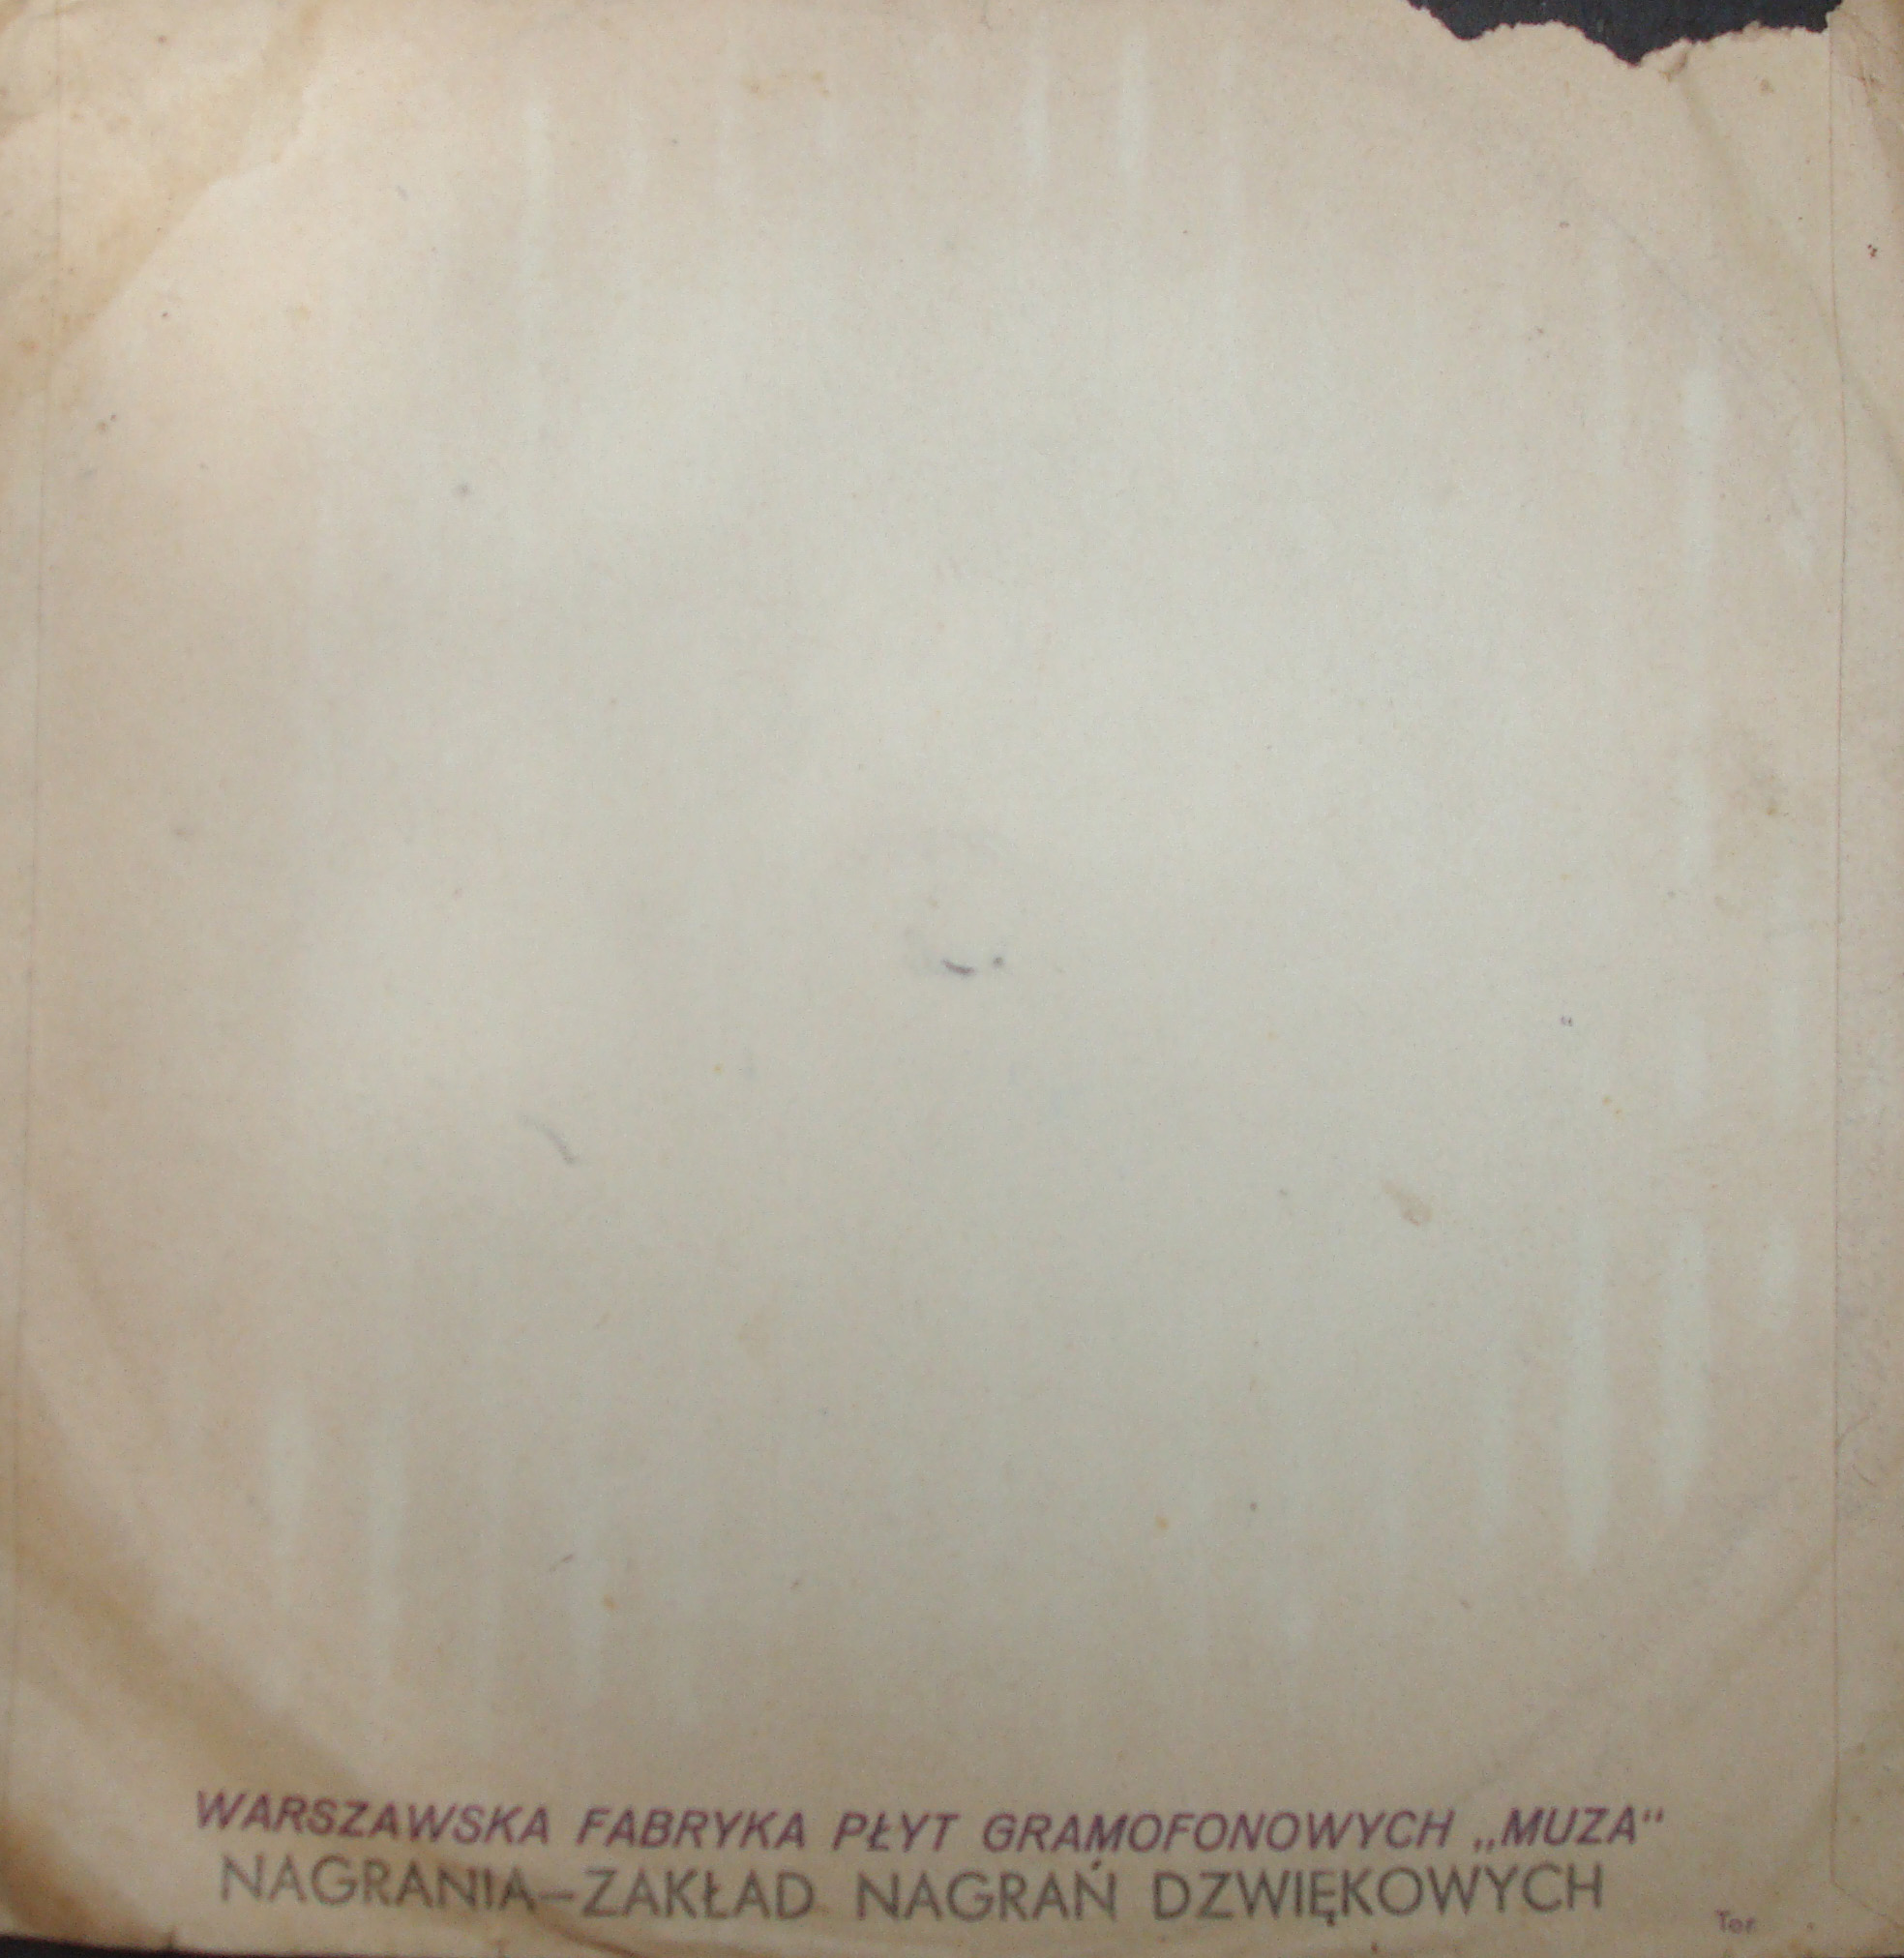 WARSZAWSKA FABRYKA PŁYT GRAMOFONOWYCH „MUZA“
NAGRANIA–ZAKŁAD NAGRAŃ DZWIĘKOWYCH